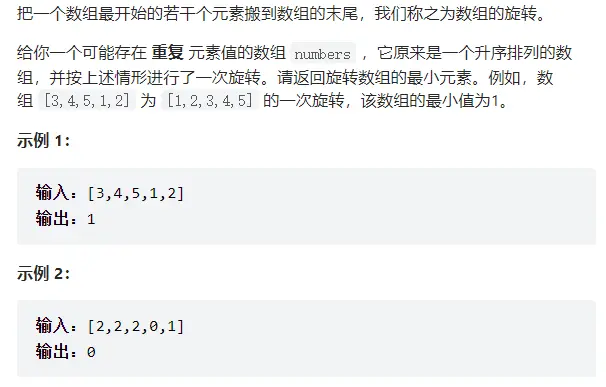 把一个数组最开始的若干个元素搬到数组的末尾，我们称之为数组的旋转。
给你一个可能存在 重复 元素值的数组 numbers ，它原来是一个升序排列的数
组，并按上述情形进行了一次旋转。请返回旋转数组的最小元素。例如，数
组 [3,4,5,1,2] 为 [1,2,3,4,5] 的一次旋转，该数组的最小值为1。
示例 1：
输入：[3,4,5,1,2]
输出：1
示例 2：
输入：[2,2,2,0,1]
输出：0